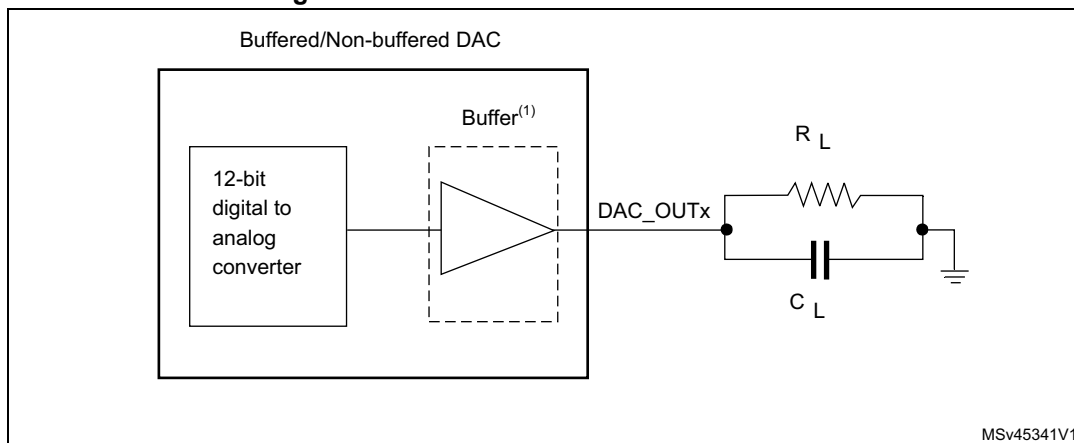 Buffered/Non-buffered DAC
Buffer(1)
12-bit
digital to
analog
converter
DAC_OUTx
R L
C L
MSv45341V1